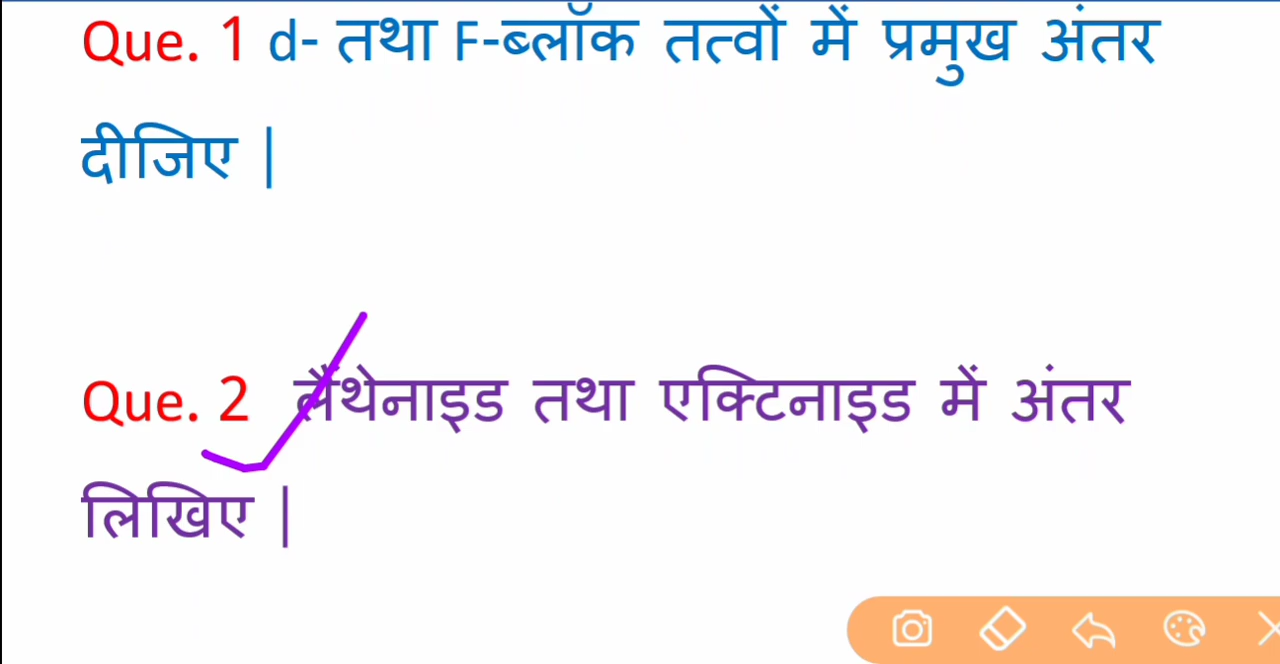 Que. 1 d- तथा F-ब्लॉक तत्वों में प्रमुख अंतर
दीजिए |
Que. 2 लैंथेनाइड तथा एक्टिनाइड में अंतर
लिखिए |